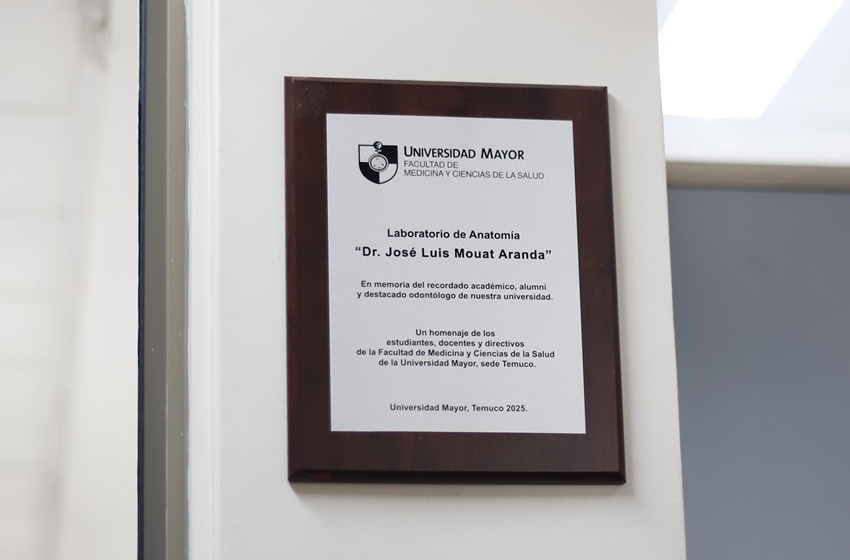 UNIVERSIDAD MAYOR
FACULTAD DE
MEDICINA Y CIENCIAS DE LA SALUD
Laboratorio de Anatomía
“Dr. José Luis Mouat Aranda”
En memoria del recordado académico, alumni
y destacado odontólogo de nuestra universidad.
Un homenaje de los
estudiantes, docentes y directivos
de la Facultad de Medicina y Ciencias de la Salud
de la Universidad Mayor, sede Temuco.
Universidad Mayor, Temuco 2025.